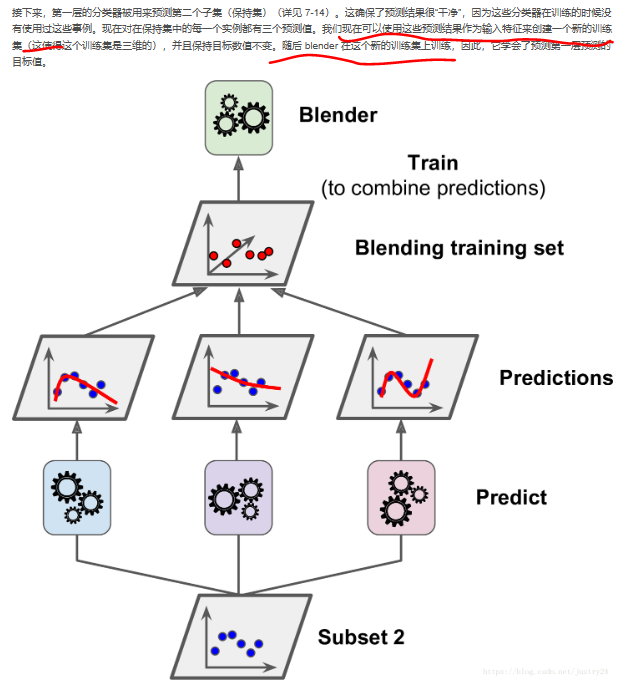 接下来，第一层的分类器被用来预测第二个子集（保持集）（详见 7-14）。这确保了预测结果很“干净”，因为这些分类器在训练的时候没
有使用过这些事例。现在对在保持集中的每一个实例都有三个预测值。我们现在可以使用这些预测结果作为输入特征来创建一个新的训练
集（这使得这个训练集是三维的），并且保持目标数值不变。随后 blender 在这个新的训练集上训练，因此，它学会了预测第一层预测的
目标值。
Blender
Train
(to combine predictions)
Blending training set
Predictions
Predict
Subset 2
https://blog.csdn.net/justry24